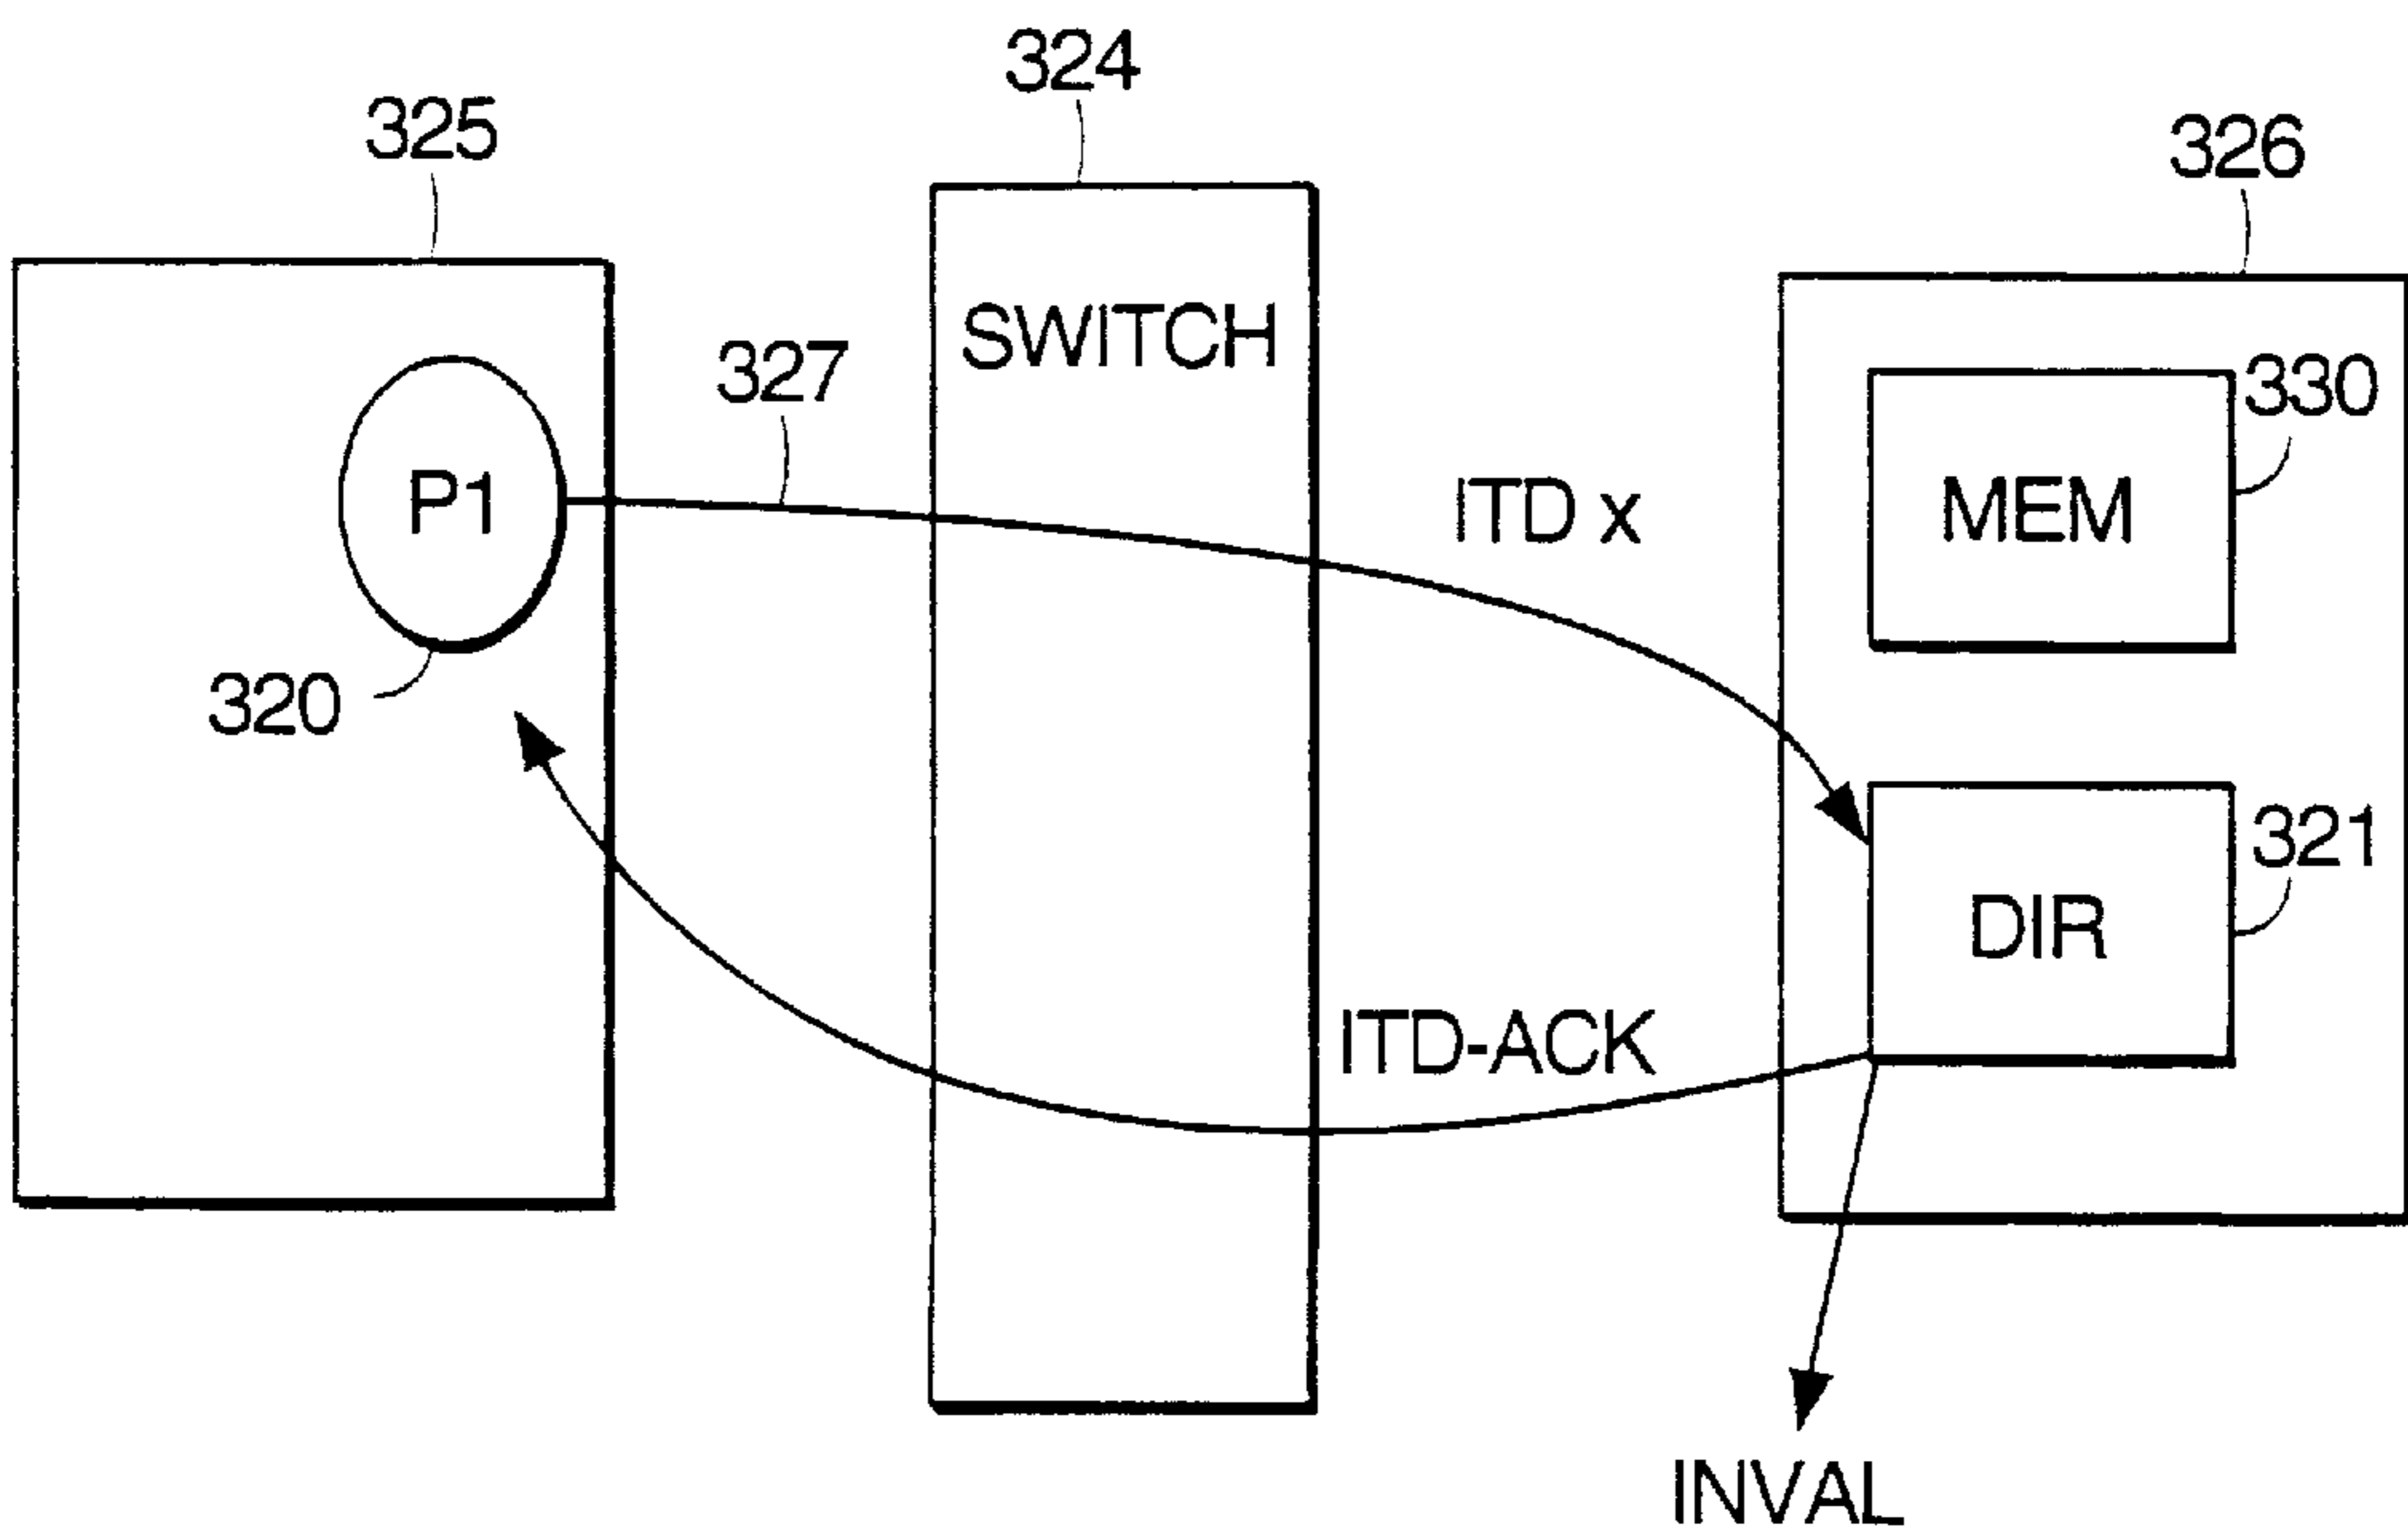 324
325
326
SWITCH
327
330
P1
ITD x
MEM
320
321
DIR
ITD-ACK
INVAL